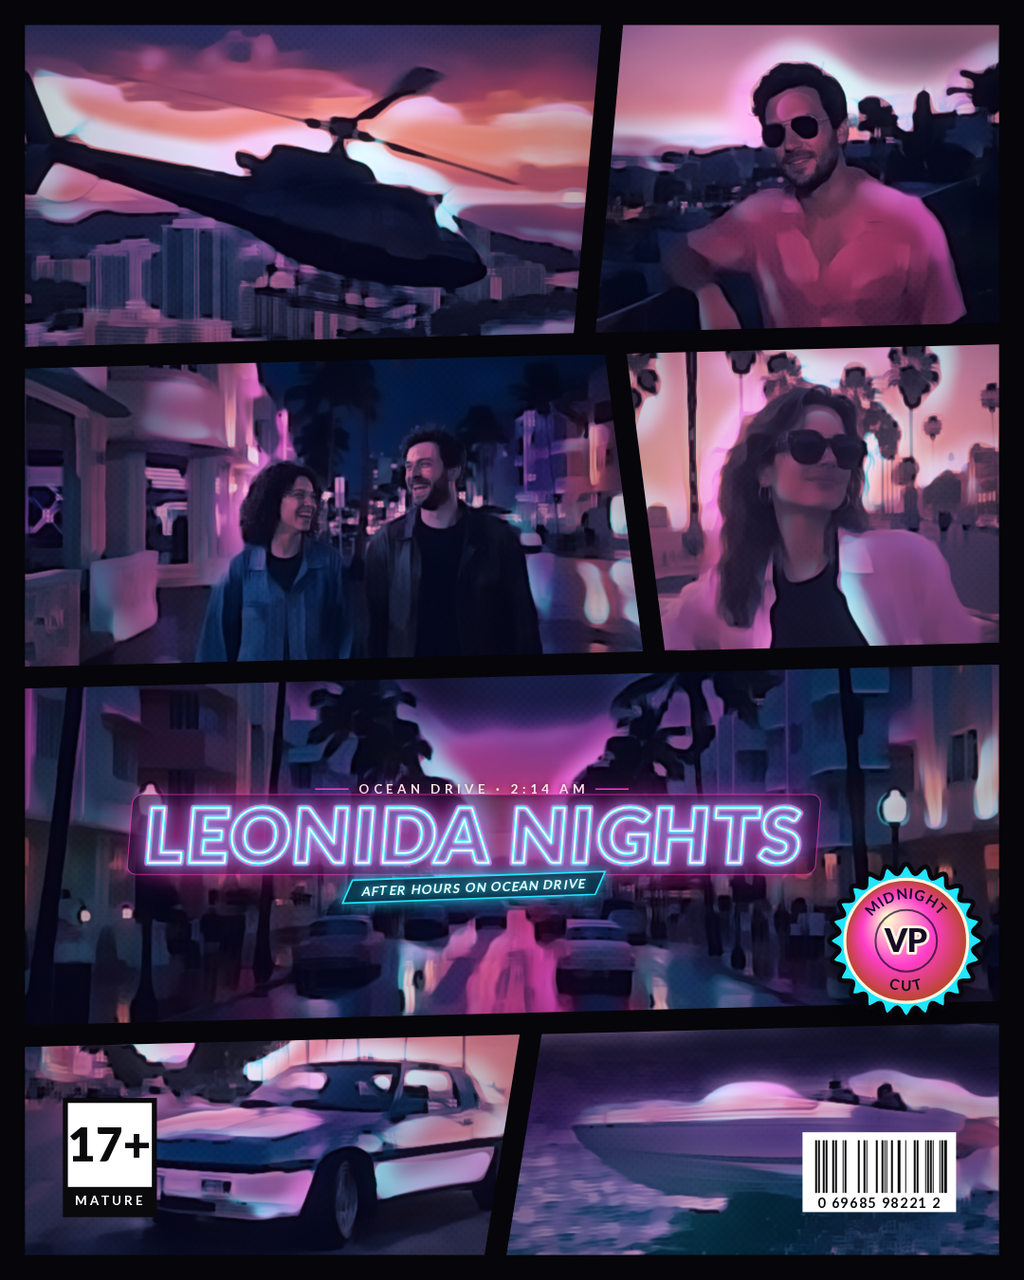 OCEAN DRIVE · 2:14 AM
LEONIDA NIGHTS
AFTER HOURS ON OCEAN DRIVE
MIDNIGHT
VP
CUT
17+
MATURE
0 69685 98221 2